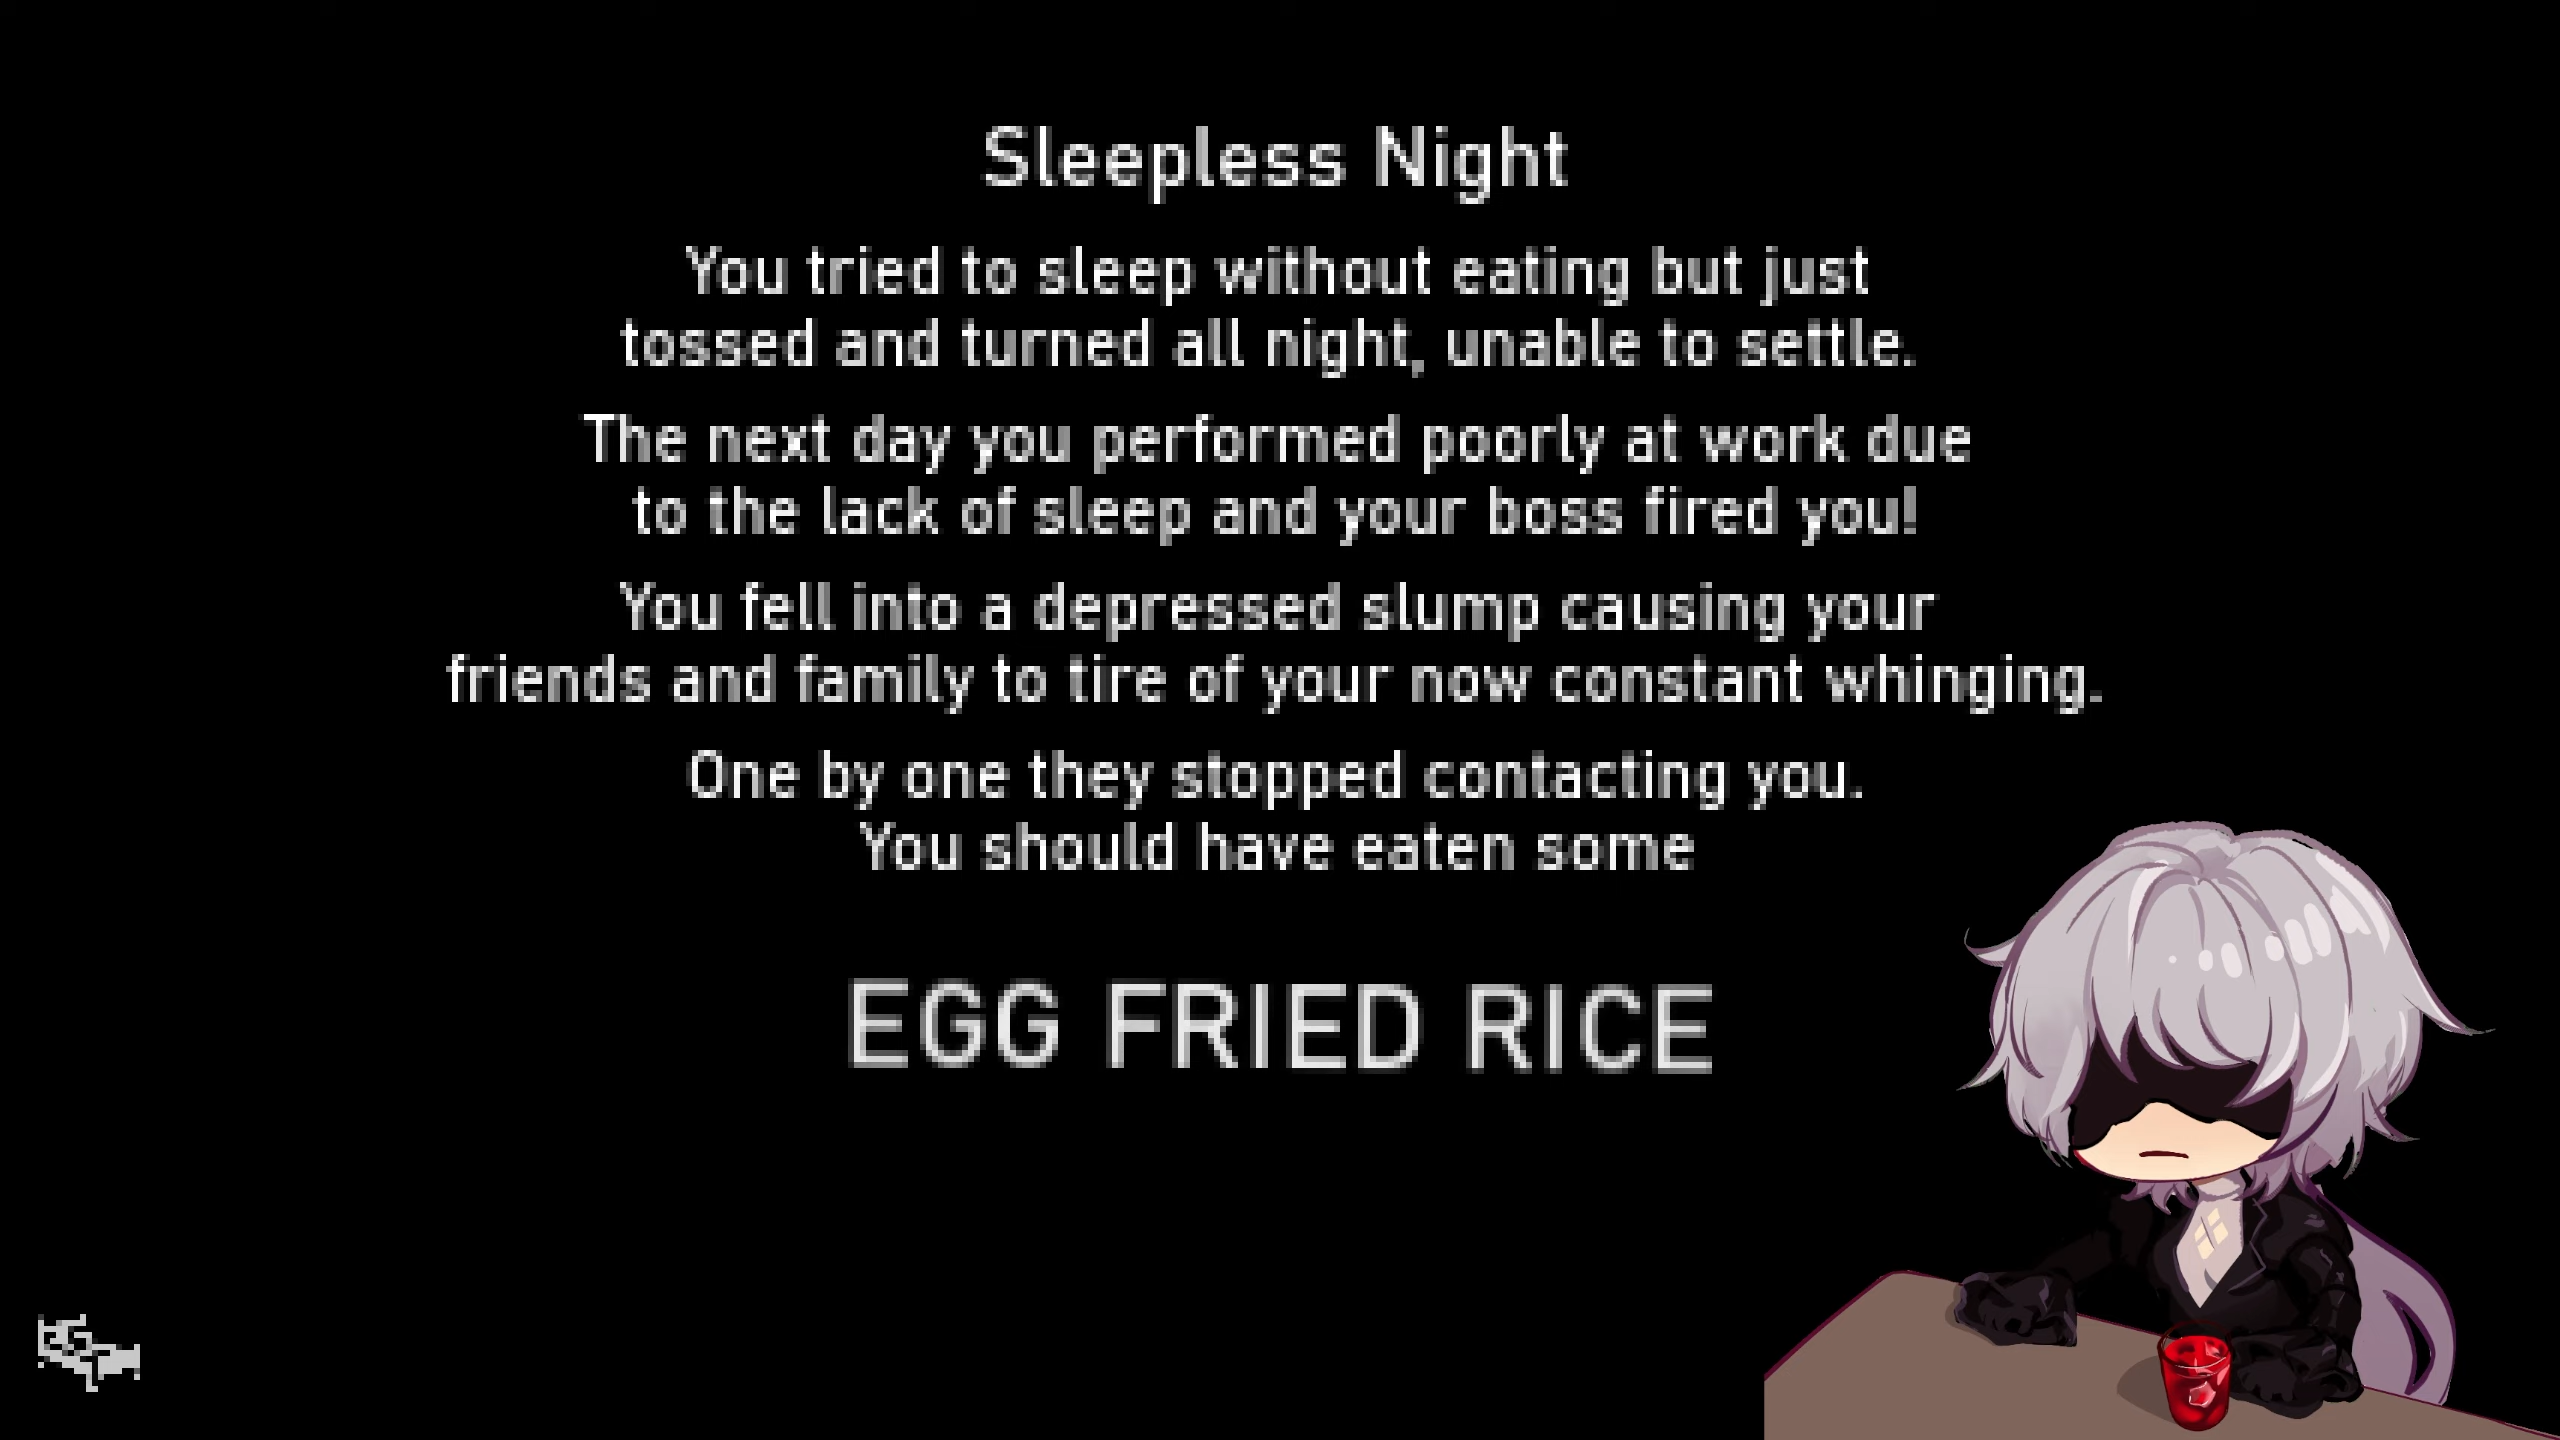 Sleepless Night
You tried to sleep without eating but just
tossed and turned all night, unable to settle.
The next day you performed poorly at work due
to the lack of sleep and your boss fired you!
You fell into a depressed slump causing your
friends and family to tire of your now constant whinging.
One by one they stopped contacting you.
You should have eaten some
EGG FRIED RICE